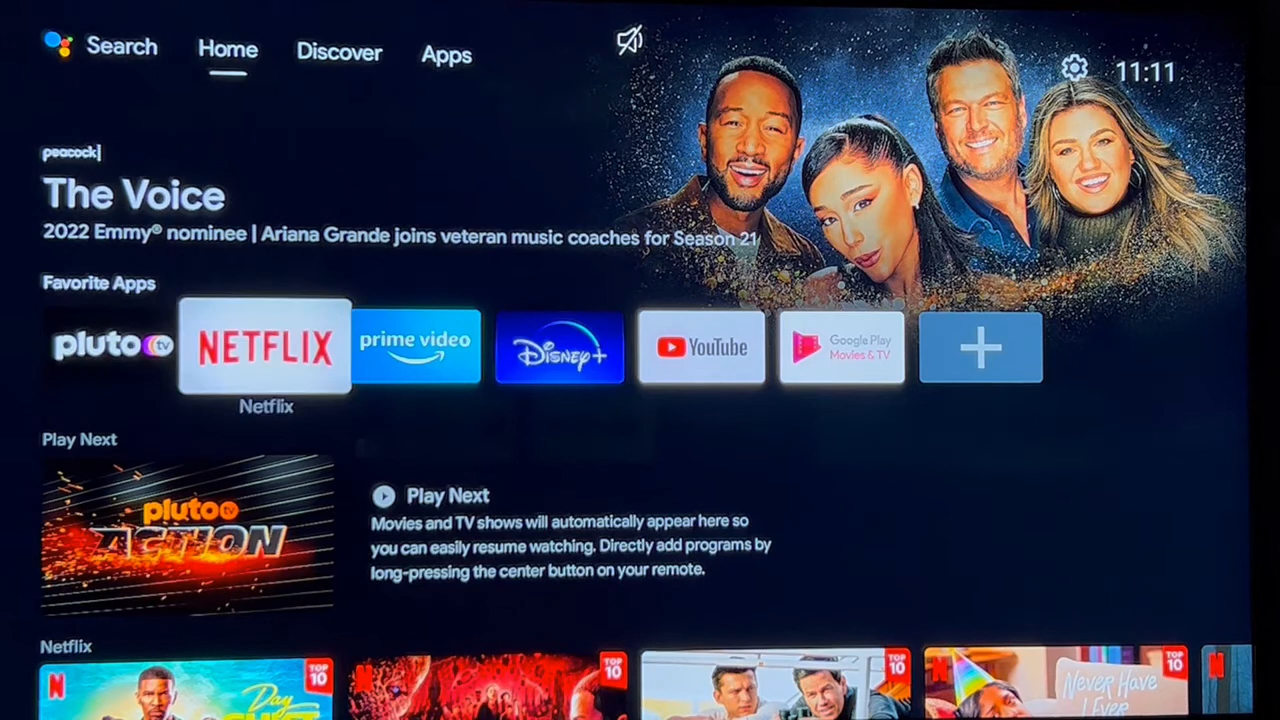 Search Home Discover Apps
11:11
peacock
The Voice
2022 Emmy® nominee | Ariana Grande joins veteran music coaches for Season 21
Favorite Apps
pluto tv
NETFLIX
prime video
Disney+
YouTube
Google Play
Movies & TV
Netflix
Play Next
pluto tv
ACTION
Play Next
Movies and TV shows will automatically appear here so
you can easily resume watching. Directly add programs by
long-pressing the center button on your remote.
Netflix
N
TOP
10
Day
Shift
N
TOP
10
TOP
10
N
TOP
10
Never Have
I Ever
N